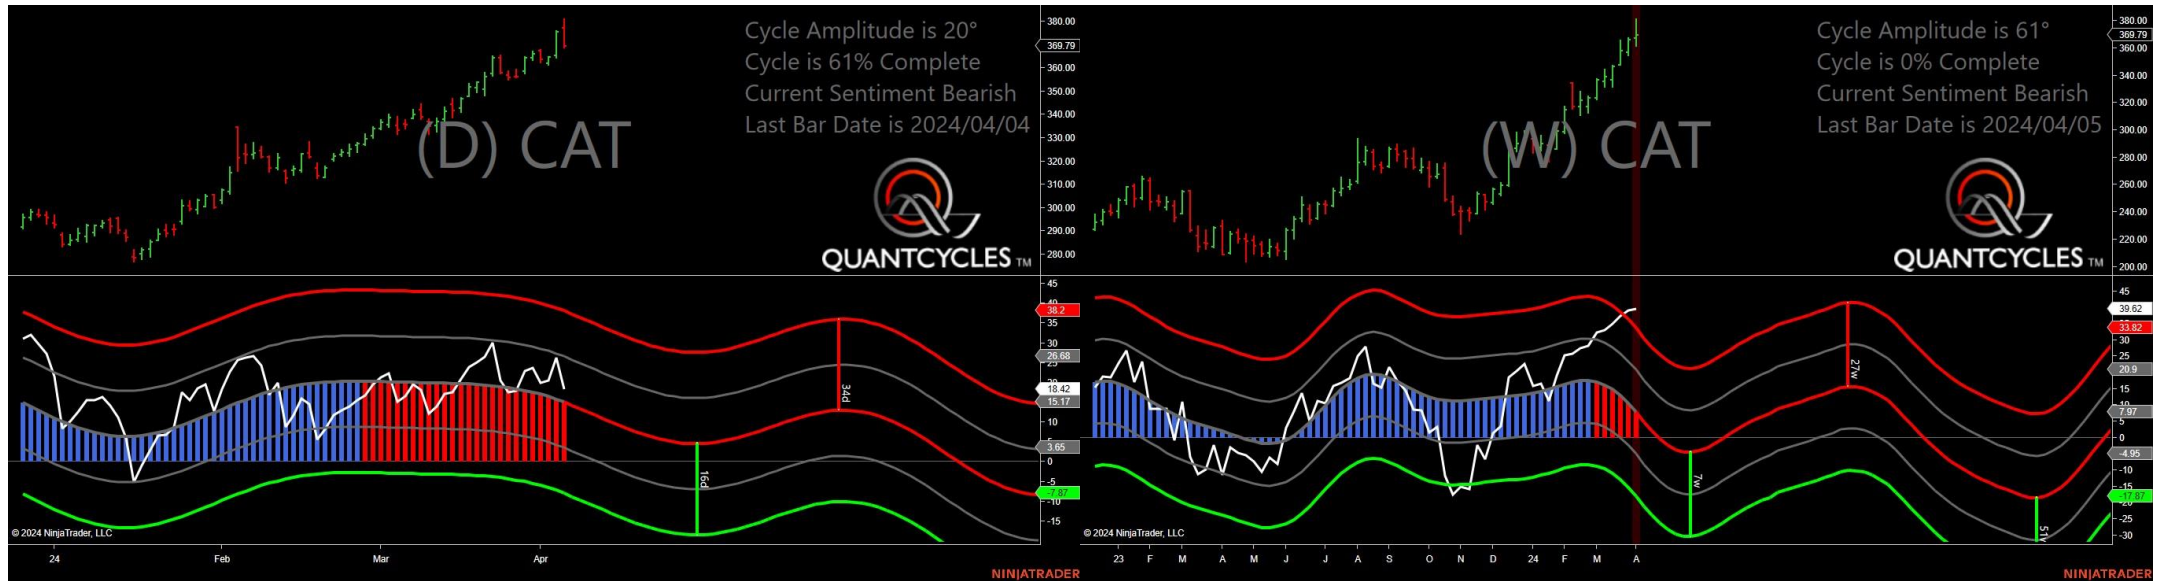 Cycle Amplitude is 20°
Cycle is 61% Complete
Current Sentiment Bearish
Last Bar Date is 2024/04/04
(D) CAT
QUANTCYCLES TM
380.00
369.79
360.00
350.00
340.00
330.00
320.00
310.00
300.00
290.00
280.00
45
38.2
35
30
26.68
25
18.42
15.17
10
3.65
0
-5
-7.87
-10
-15
34d
16d
© 2024 NinjaTrader, LLC
24 Feb Mar Apr
NINJATRADER
Cycle Amplitude is 61°
Cycle is 0% Complete
Current Sentiment Bearish
Last Bar Date is 2024/04/05
(W) CAT
QUANTCYCLES TM
380.00
369.79
360.00
340.00
320.00
300.00
280.00
260.00
240.00
220.00
200.00
45
39.62
33.82
30
25
20.9
15
10
7.97
5
0
-4.95
-10
-15
-17.87
-25
-30
27w
7w
51w
© 2024 NinjaTrader, LLC
23 F M A M J J A S O N D 24 F M A
NINJATRADER